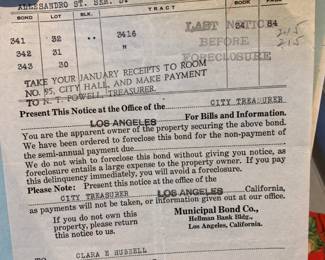 ALLESSANDRO ST. SER. D.
BOND LOT BLK. TRACT BOOK PAGE
341 32 .. 3416 84 84
342 31 "
343 30
LAST NOTICE
BEFORE
FORECLOSURE
215
215
TAKE YOUR JANUARY RECEIPTS TO ROOM
NO. 95, CITY HALL, AND MAKE PAYMENT
TO N. T. POWELL, TREASURER.
Present This Notice at the Office of the CITY TREASURER
LOS ANGELES For Bills and Information.
You are the apparent owner of the property securing the above bond.
We have been ordered to foreclose this bond for the non-payment of
the semi-annual payment due
We do not wish to foreclose this bond without giving you notice, as
foreclosure entails a large expense to the property owner. If you pay
this delinquency immediately, you will avoid a foreclosure.
Please Note: Present this notice at the office of the
CITY TREASURER LOS ANGELES California,
as payments will not be taken, or information given out at our office.
If you do not own this
property, please return
this notice to us.
Municipal Bond Co.,
Hellman Bank Bldg.,
Los Angeles, California.
TO CLARA E HUBBELL